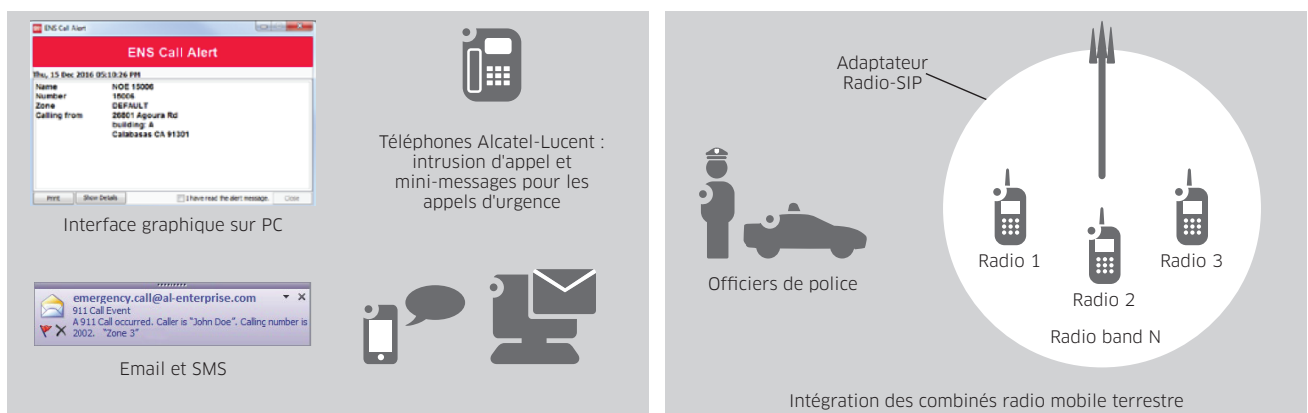 ENS Call Alert
ENS Call Alert
Thu, 15 Dec 2016 05:10:26 PM
Name NOE 15006
Number 15006
Zone DEFAULT
Calling from 26801 Agoura Rd
building: A
Calabasas CA 91301
Print Show Details I have read the alert message. Close
Interface graphique sur PC
emergency.call@al-enterprise.com
911 Call Event
A 911 Call occurred. Caller is "John Doe". Calling number is
2002. "Zone 3"
Email et SMS
Téléphones Alcatel-Lucent :
intrusion d'appel et
mini-messages pour les
appels d'urgence
Adaptateur
Radio-SIP
Officiers de police
Radio 1
Radio 2
Radio 3
Radio band N
Intégration des combinés radio mobile terrestre